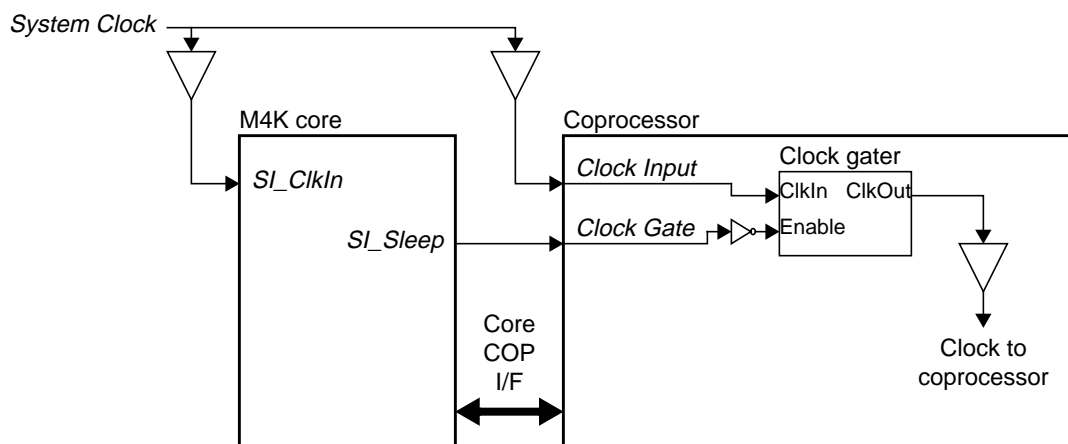 System Clock
M4K core
Coprocessor
SI_ClkIn
Clock Input
Clock gater
ClkIn
ClkOut
SI_Sleep
Clock Gate
Enable
Core
COP
I/F
Clock to
coprocessor